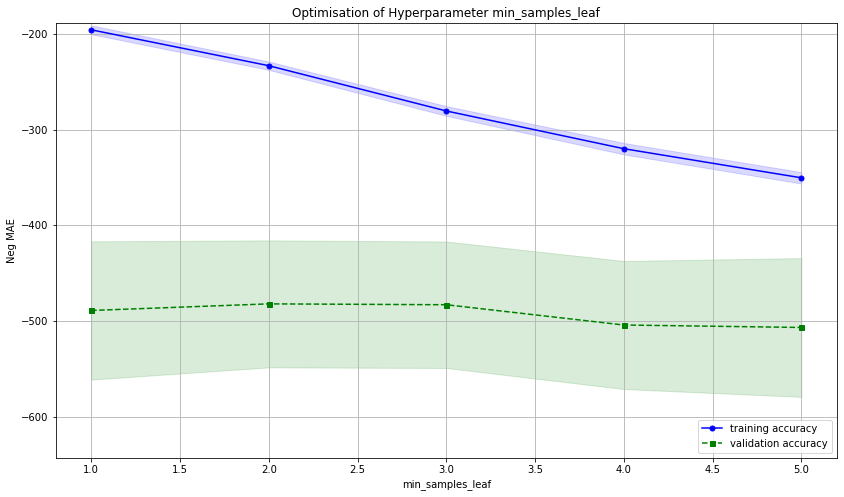 Optimisation of Hyperparameter min_samples_leaf
−200
−300
−400
−500
−600
Neg MAE
1.0 1.5 2.0 2.5 3.0 3.5 4.0 4.5 5.0
min_samples_leaf
training accuracy
validation accuracy